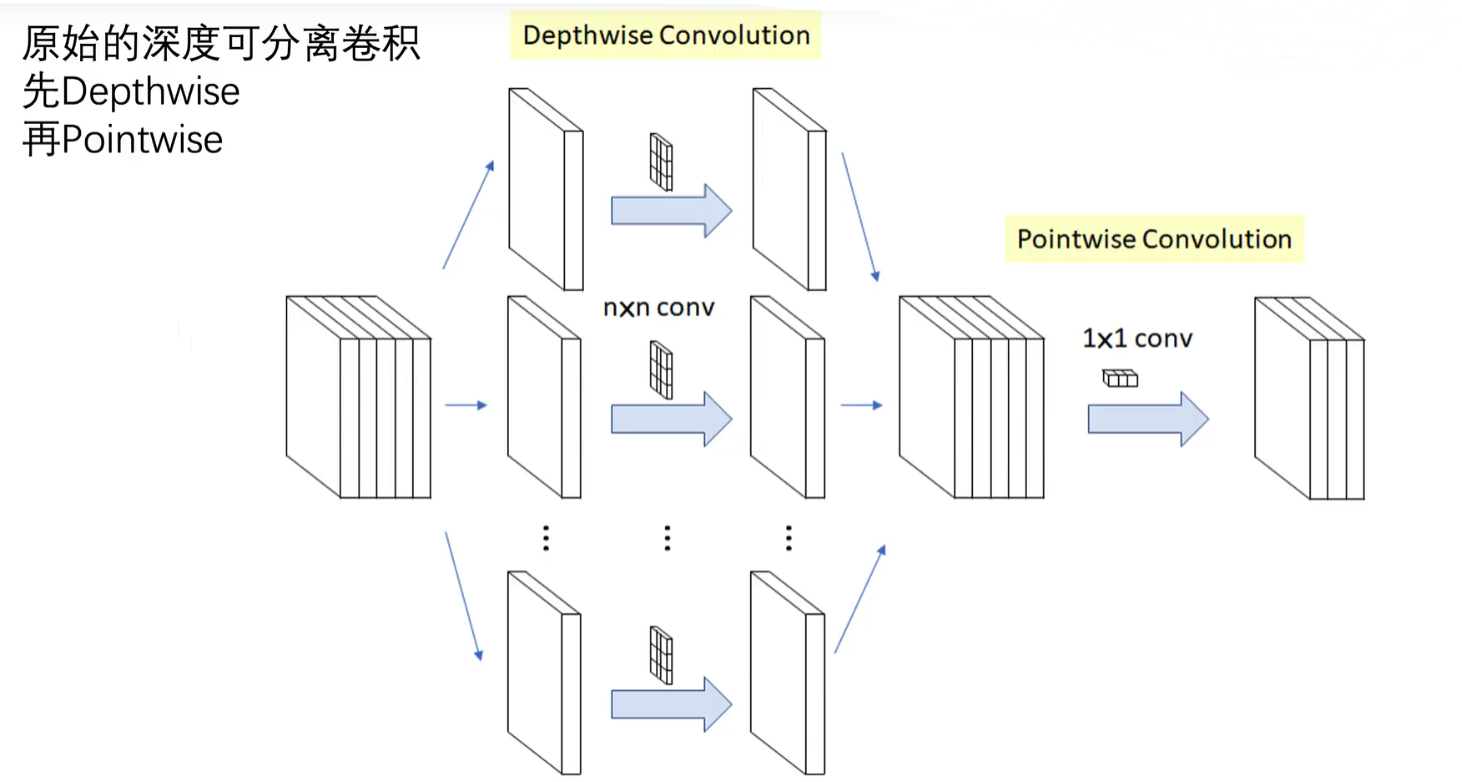 原始的深度可分离卷积
先Depthwise
再Pointwise
Depthwise Convolution
nxn conv
Pointwise Convolution
1x1 conv